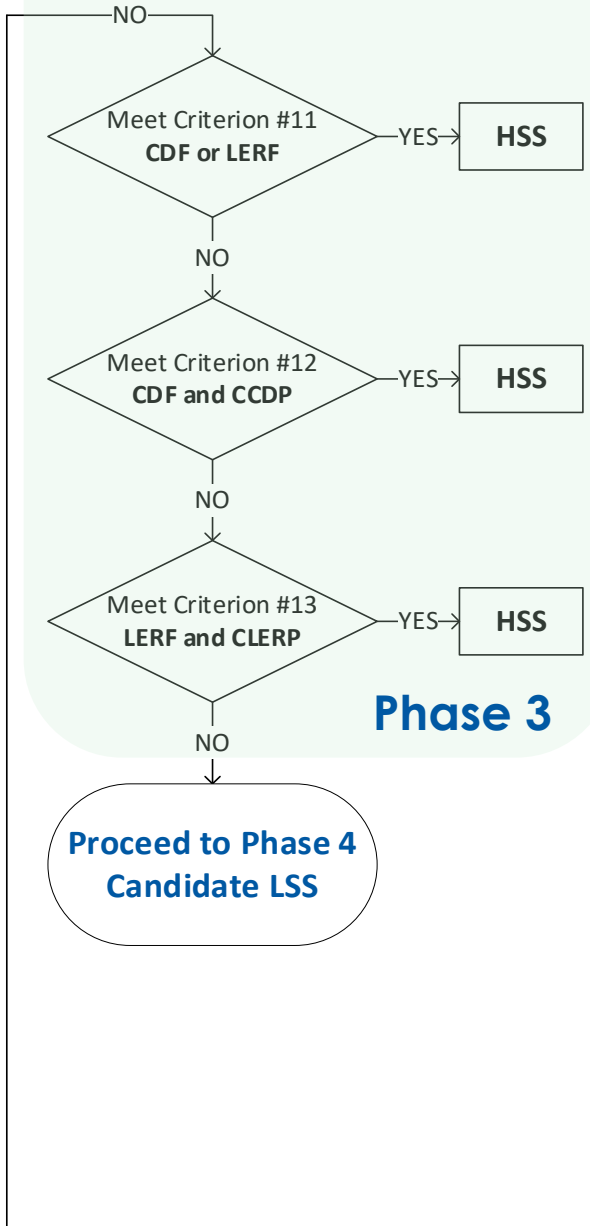 NO
Meet Criterion #11
CDF or LERF
YES
HSS
NO
Meet Criterion #12
CDF and CCDP
YES
HSS
NO
Meet Criterion #13
LERF and CLERP
YES
HSS
Phase 3
NO
Proceed to Phase 4
Candidate LSS